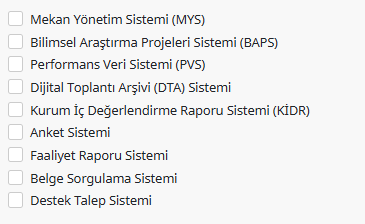 Mekan Yönetim Sistemi (MYS)
Bilimsel Araştırma Projeleri Sistemi (BAPS)
Performans Veri Sistemi (PVS)
Dijital Toplantı Arşivi (DTA) Sistemi
Kurum İç Değerlendirme Raporu Sistemi (KİDR)
Anket Sistemi
Faaliyet Raporu Sistemi
Belge Sorgulama Sistemi
Destek Talep Sistemi